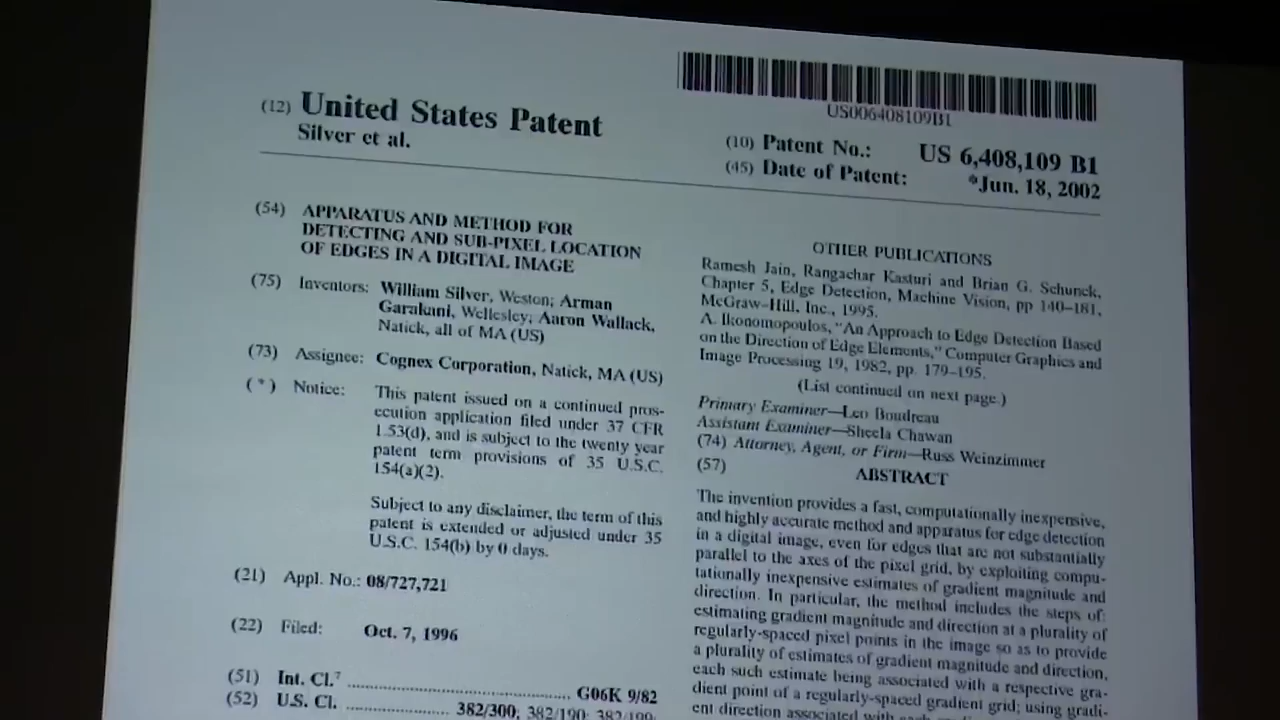 US006408109B1
(12) United States Patent
Silver et al.
(10) Patent No.: US 6,408,109 B1
(45) Date of Patent: *Jun. 18, 2002
(54) APPARATUS AND METHOD FOR
DETECTING AND SUB-PIXEL LOCATION
OF EDGES IN A DIGITAL IMAGE
(75) Inventors: William Silver, Weston; Arman
Garakani, Wellesley; Aaron Wallack,
Natick, all of MA (US)
(73) Assignee: Cognex Corporation, Natick, MA (US)
(*) Notice: This patent issued on a continued pros-
ecution application filed under 37 CFR
1.53(d), and is subject to the twenty year
patent term provisions of 35 U.S.C.
154(a)(2).
Subject to any disclaimer, the term of this
patent is extended or adjusted under 35
U.S.C. 154(b) by 0 days.
(21) Appl. No.: 08/727,721
(22) Filed: Oct. 7, 1996
(51) Int. Cl.7 ........................................ G06K 9/82
(52) U.S. Cl. .................. 382/300; 382/190; 382/199;
OTHER PUBLICATIONS
Ramesh Jain, Rangachar Kasturi and Brian G. Schunck,
Chapter 5, Edge Detection, Machine Vision, pp 140–181,
McGraw–Hill, Inc., 1995.
A. Ikonomopoulos, "An Approach to Edge Detection Based
on the Direction of Edge Elements," Computer Graphics and
Image Processing 19, 1982, pp. 179–195.
(List continued on next page.)
Primary Examiner—Leo Boudreau
Assistant Examiner—Sheela Chawan
(74) Attorney, Agent, or Firm—Russ Weinzimmer
(57) ABSTRACT
The invention provides a fast, computationally inexpensive,
and highly accurate method and apparatus for edge detection
in a digital image, even for edges that are not substantially
parallel to the axes of the pixel grid, by exploiting compu-
tationally inexpensive estimates of gradient magnitude and
direction. In particular, the method includes the steps of:
estimating gradient magnitude and direction at a plurality of
regularly-spaced pixel points in the image so as to provide
a plurality of estimates of gradient magnitude and direction,
each such estimate being associated with a respective gra-
dient point of a regularly-spaced gradient grid; using gradi-
ent direction associated with each